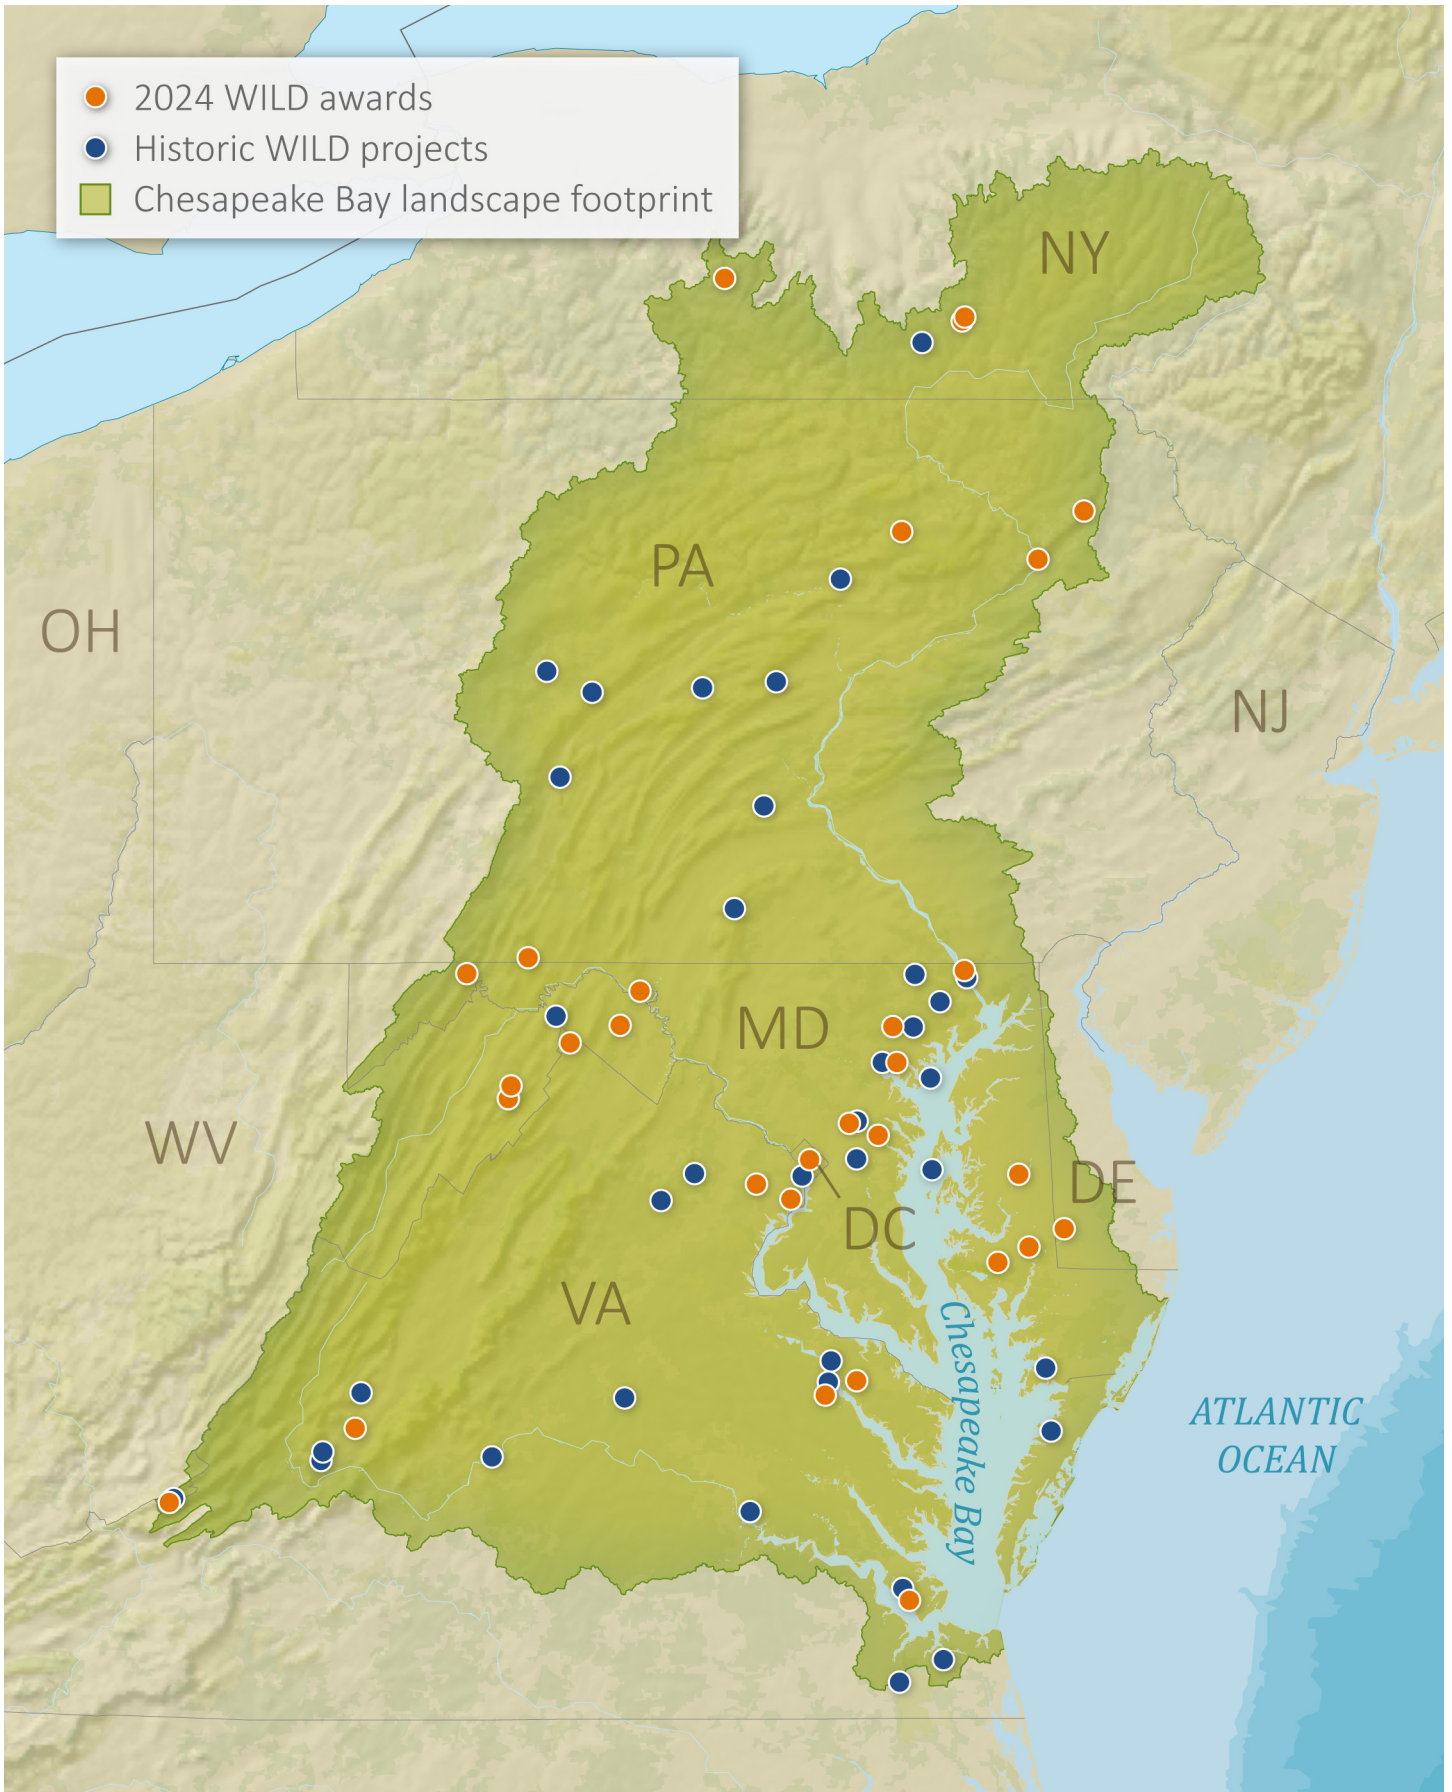 2024 WILD awards
Historic WILD projects
Chesapeake Bay landscape footprint
NY
PA
OH
NJ
MD
WV
DE
DC
VA
Chesapeake Bay
ATLANTIC
OCEAN